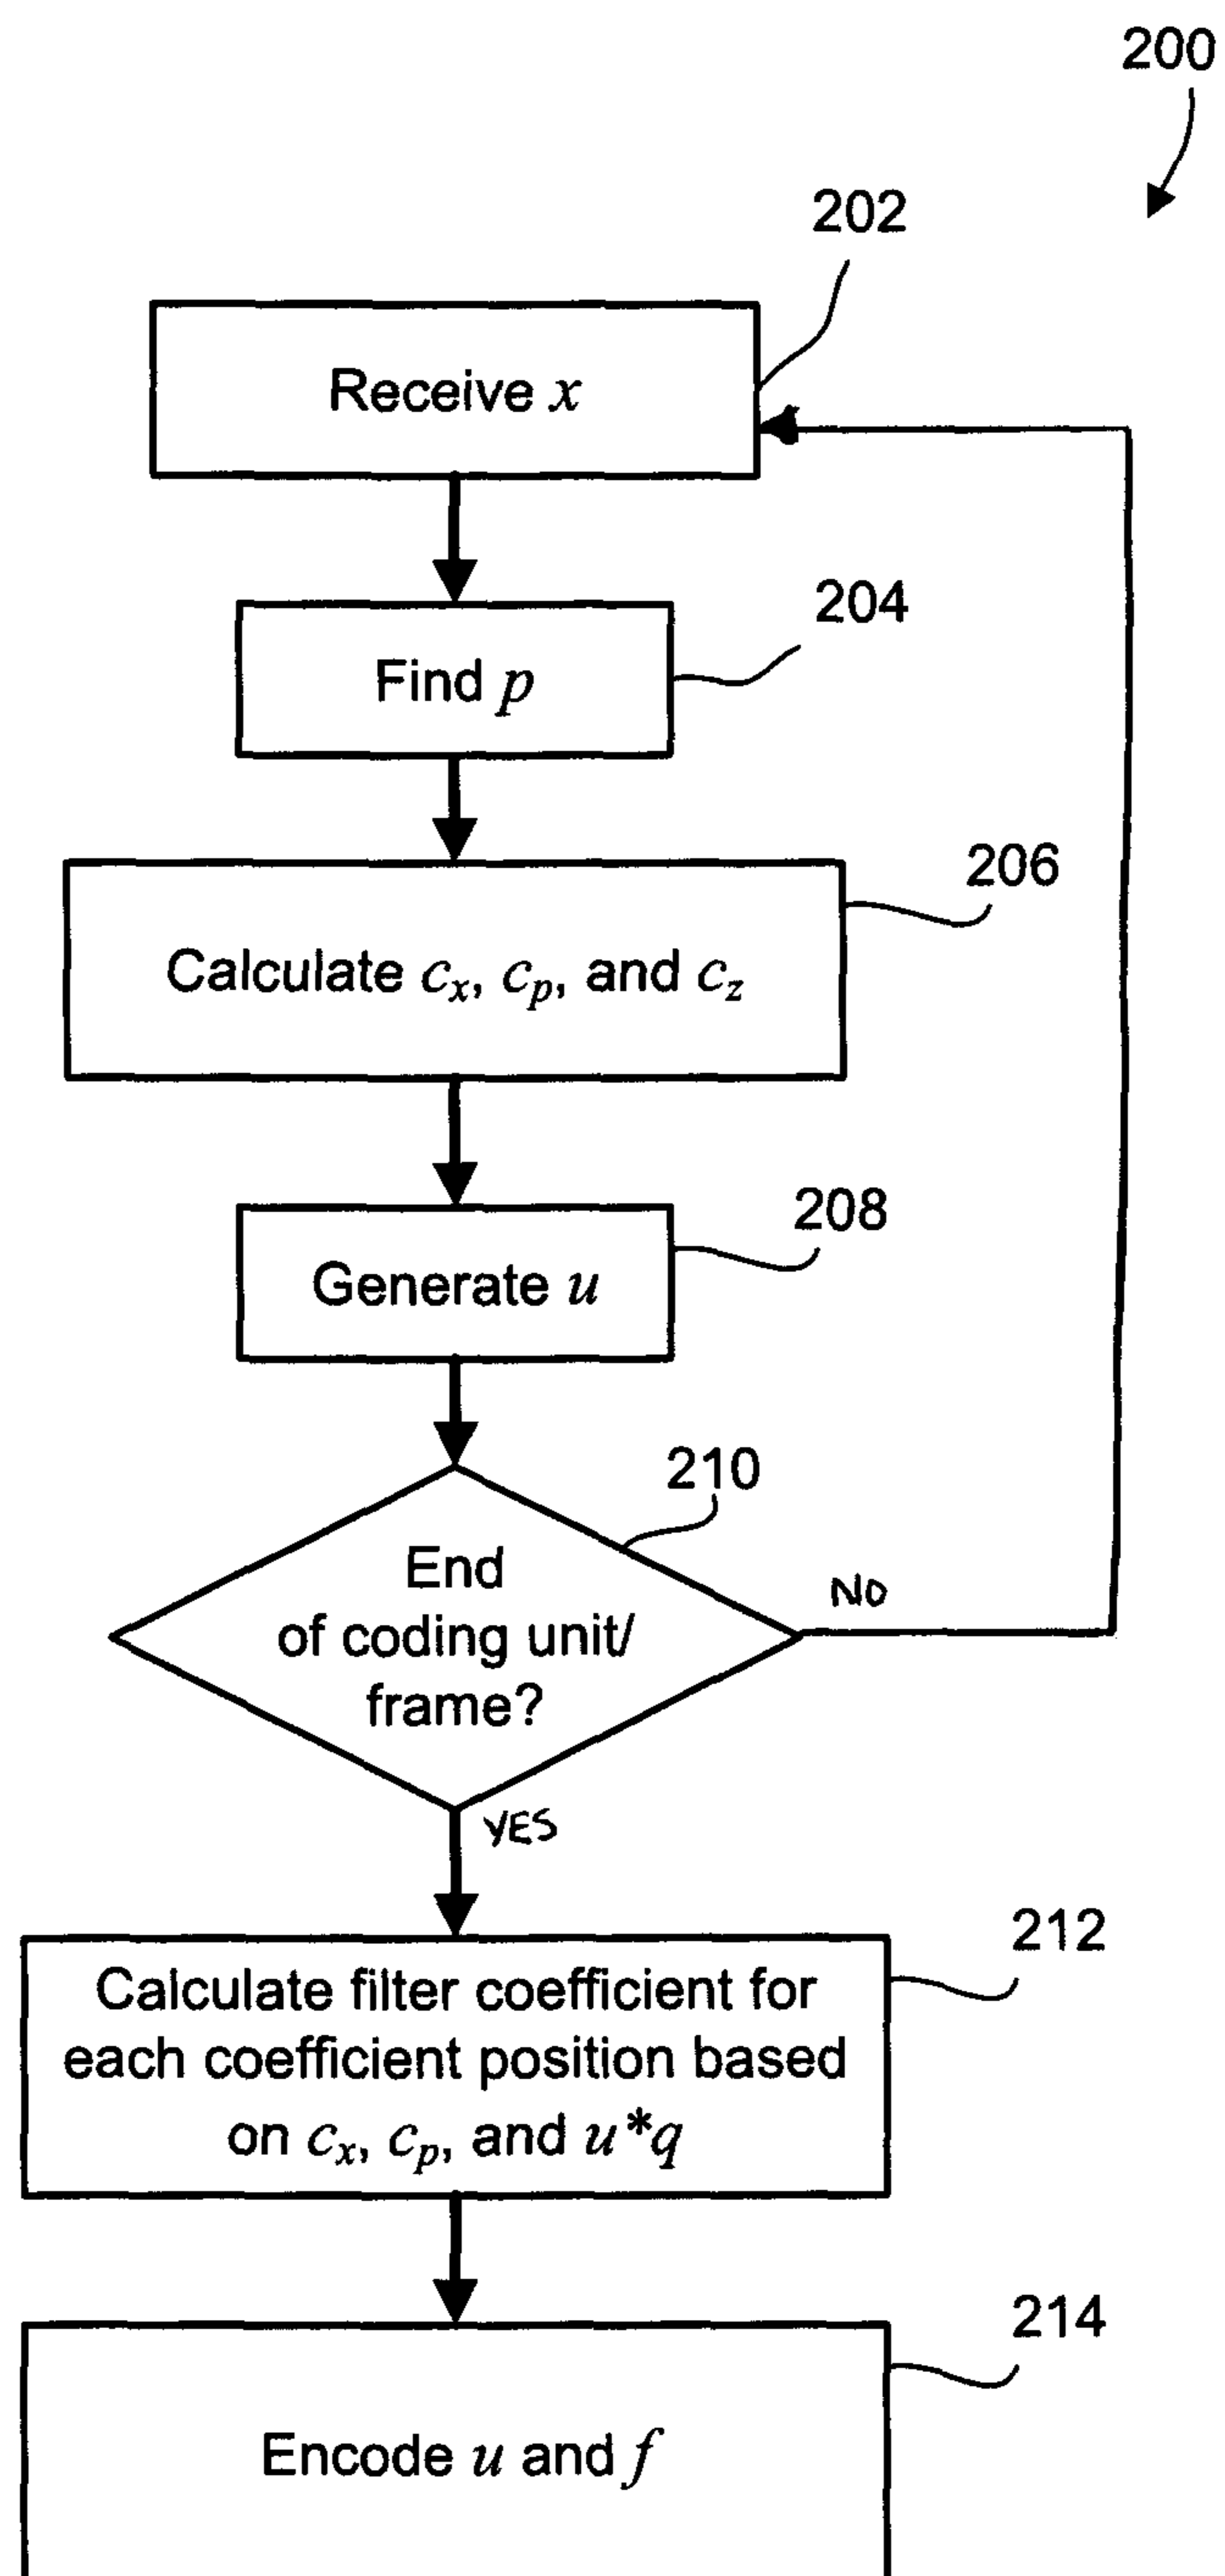 200
202
Receive x
204
Find p
206
Calculate cₓ, cₚ, and c_z
208
Generate u
210
End
of coding unit/
frame?
NO
YES
212
Calculate filter coefficient for
each coefficient position based
on cₓ, cₚ, and u*q
214
Encode u and f